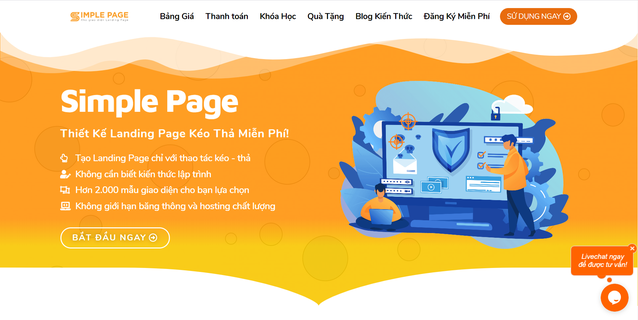 SIMPLE PAGE
Bảng Giá Thanh toán Khóa Học Quà Tặng Blog Kiến Thức Đăng Ký Miễn Phí SỬ DỤNG NGAY
Simple Page
Thiết Kế Landing Page Kéo Thả Miễn Phí!
Tạo Landing Page chỉ với thao tác kéo - thả
Không cần biết kiến thức lập trình
Hơn 2,000 mẫu giao diện cho bạn lựa chọn
Không giới hạn băng thông và hosting chất lượng
BẮT ĐẦU NGAY
Livechat ngay
để được tư vấn!